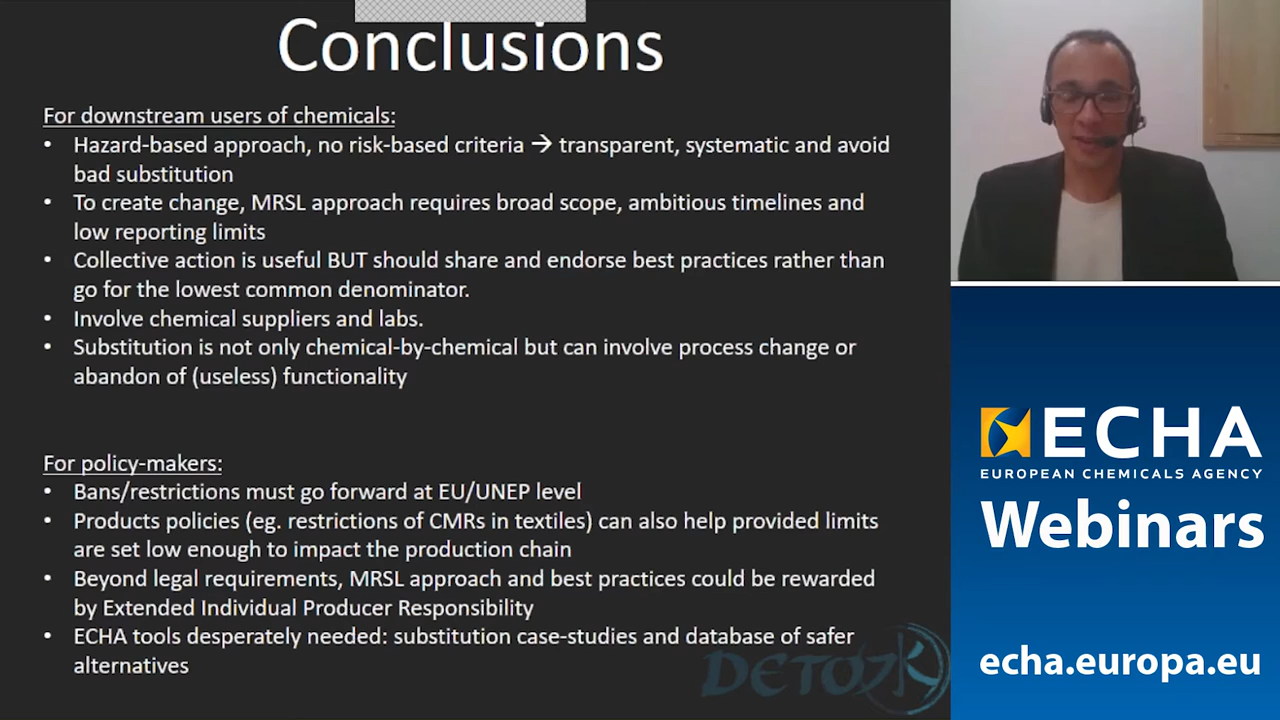 Conclusions
For downstream users of chemicals:
• Hazard-based approach, no risk-based criteria → transparent, systematic and avoid
bad substitution
• To create change, MRSL approach requires broad scope, ambitious timelines and
low reporting limits
• Collective action is useful BUT should share and endorse best practices rather than
go for the lowest common denominator.
• Involve chemical suppliers and labs.
• Substitution is not only chemical-by-chemical but can involve process change or
abandon of (useless) functionality
For policy-makers:
• Bans/restrictions must go forward at EU/UNEP level
• Products policies (eg. restrictions of CMRs in textiles) can also help provided limits
are set low enough to impact the production chain
• Beyond legal requirements, MRSL approach and best practices could be rewarded
by Extended Individual Producer Responsibility
• ECHA tools desperately needed: substitution case-studies and database of safer
alternatives
DETOX
ECHA
EUROPEAN CHEMICALS AGENCY
Webinars
echa.europa.eu